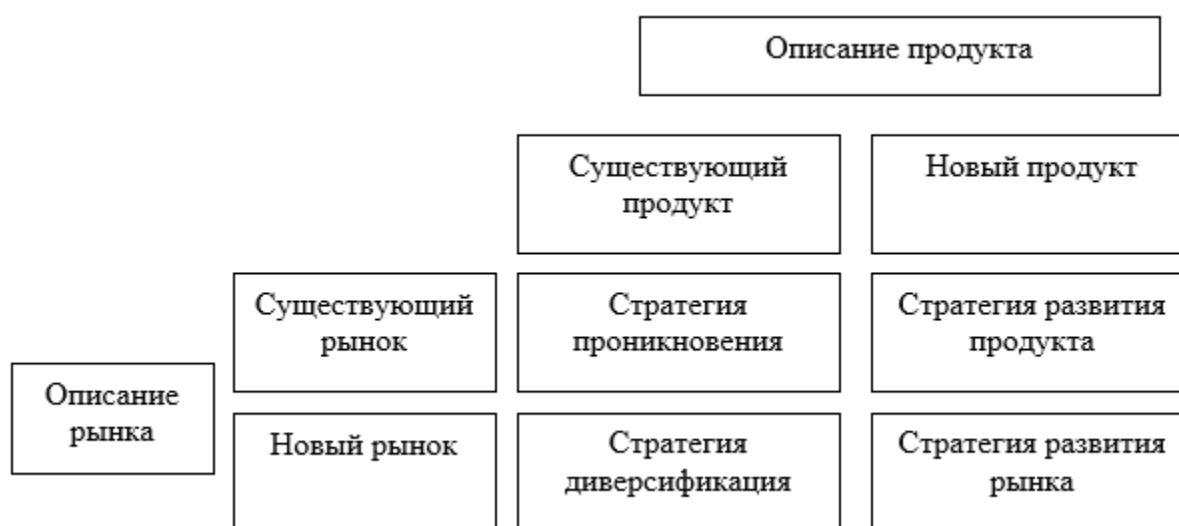 Описание продукта
Существующий
продукт
Новый продукт
Существующий
рынок
Стратегия
проникновения
Стратегия развития
продукта
Описание
рынка
Новый рынок
Стратегия
диверсификация
Стратегия развития
рынка